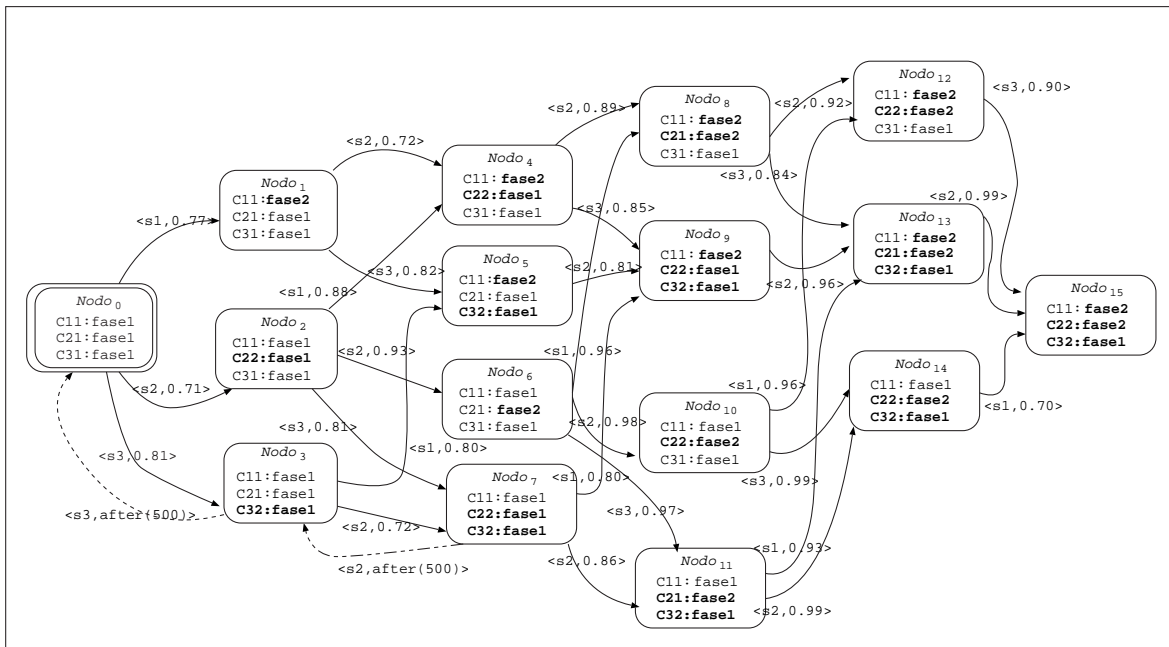 Nodo 0
C11:fase1
C21:fase1
C31:fase1
<s1,0.77>
<s2,0.71>
<s3,0.81>
<s3,after(500)>
Nodo 1
C11:fase2
C21:fase1
C31:fase1
<s2,0.72>
<s3,0.82>
Nodo 2
C11:fase1
C22:fase1
C31:fase1
<s1,0.88>
<s2,0.93>
<s3,0.81>
Nodo 3
C11:fase1
C21:fase1
C32:fase1
<s1,0.80>
<s2,0.72>
<s2,after(500)>
Nodo 4
C11:fase2
C22:fase1
C31:fase1
<s2,0.89>
<s3,0.85>
Nodo 5
C11:fase2
C21:fase1
C32:fase1
<s2,0.81>
Nodo 6
C11:fase1
C21:fase2
C31:fase1
<s1,0.96>
<s2,0.98>
<s3,0.97>
Nodo 7
C11:fase1
C22:fase1
C32:fase1
<s1,0.80>
<s2,0.86>
Nodo 8
C11:fase2
C21:fase2
C31:fase1
<s2,0.92>
<s3,0.84>
Nodo 9
C11:fase2
C22:fase1
C32:fase1
<s2,0.96>
Nodo 10
C11:fase1
C22:fase2
C31:fase1
<s1,0.96>
<s3,0.99>
Nodo 11
C11:fase1
C21:fase2
C32:fase1
<s1,0.93>
<s2,0.99>
Nodo 12
C11:fase2
C22:fase2
C31:fase1
<s3,0.90>
Nodo 13
C11:fase2
C21:fase2
C32:fase1
<s2,0.99>
Nodo 14
C11:fase1
C22:fase2
C32:fase1
<s1,0.70>
Nodo 15
C11:fase2
C22:fase2
C32:fase1